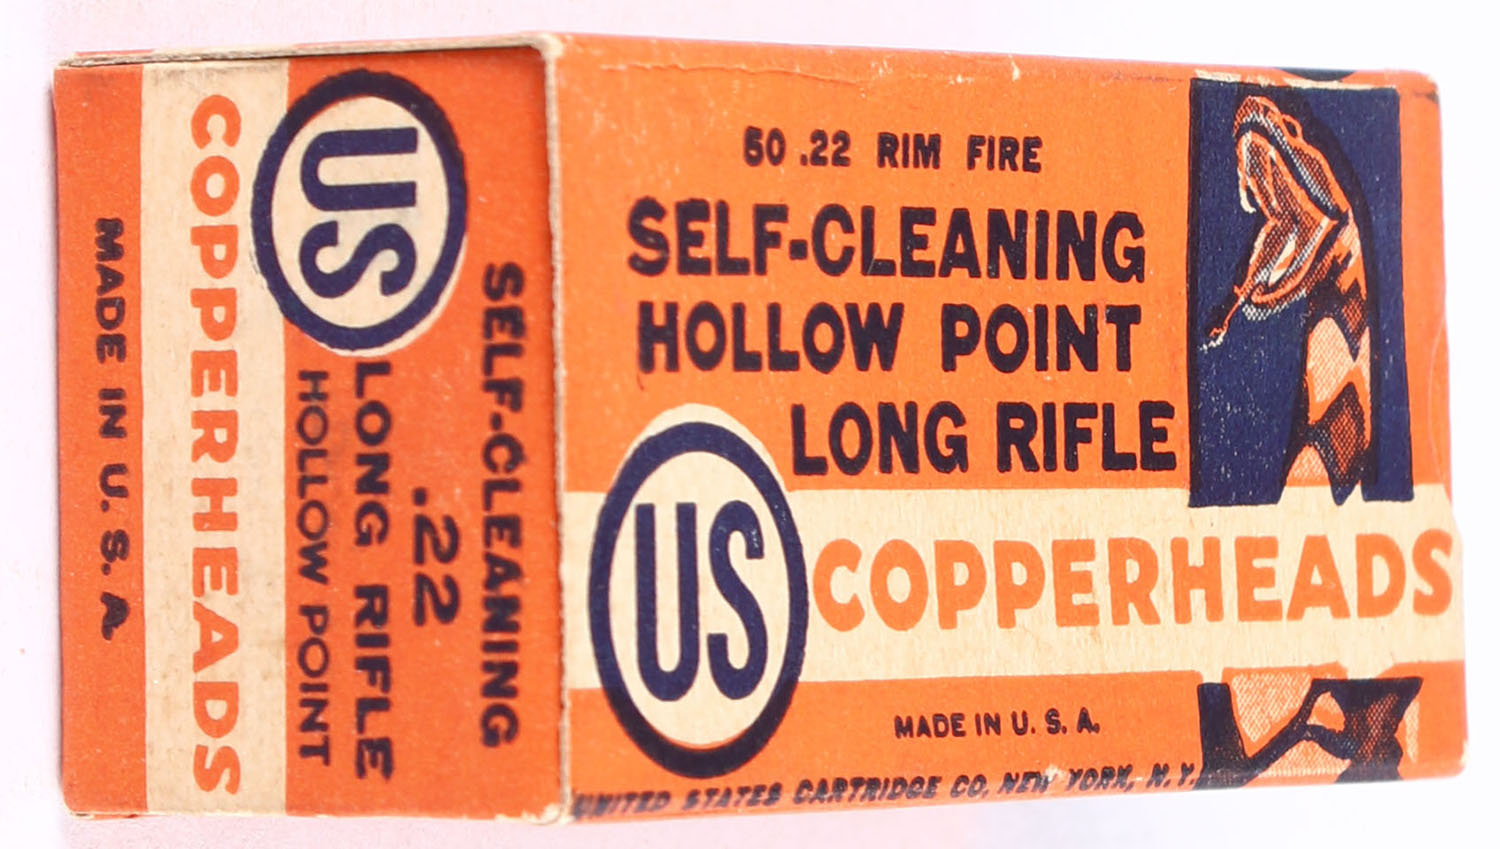 50 .22 RIM FIRE
SELF-CLEANING
HOLLOW POINT
LONG RIFLE
US
COPPERHEADS
MADE IN U. S. A.
UNITED STATES CARTRIDGE CO, NEW YORK, N. Y.
SELF-CLEANING
.22
US
LONG RIFLE
HOLLOW POINT
COPPERHEADS
MADE IN U. S. A.